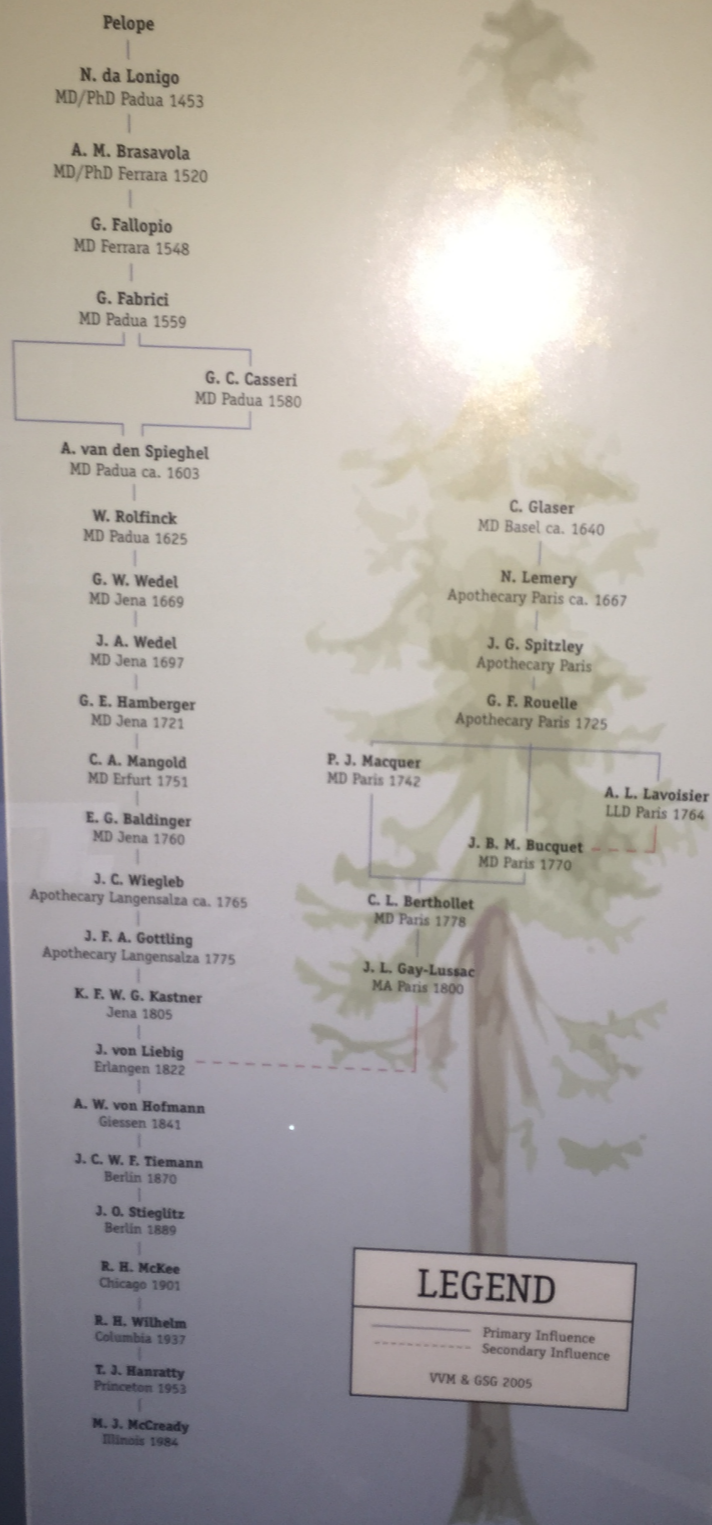 Pelope
N. da Lonigo
MD/PhD Padua 1453
A. M. Brasavola
MD/PhD Ferrara 1520
G. Fallopio
MD Ferrara 1548
G. Fabrici
MD Padua 1559
G. C. Casseri
MD Padua 1580
A. van den Spieghel
MD Padua ca. 1603
W. Rolfinck
MD Padua 1625
G. W. Wedel
MD Jena 1669
J. A. Wedel
MD Jena 1697
G. E. Hamberger
MD Jena 1721
C. A. Mangold
MD Erfurt 1751
E. G. Baldinger
MD Jena 1760
J. C. Wiegleb
Apothecary Langensalza ca. 1765
J. F. A. Gottling
Apothecary Langensalza 1775
K. F. W. G. Kastner
Jena 1805
J. von Liebig
Erlangen 1822
A. W. von Hofmann
Giessen 1841
J. C. W. F. Tiemann
Berlin 1870
J. O. Stieglitz
Berlin 1889
R. H. McKee
Chicago 1901
R. H. Wilhelm
Columbia 1937
T. J. Hanratty
Princeton 1953
M. J. McCready
Illinois 1984
C. Glaser
MD Basel ca. 1640
N. Lemery
Apothecary Paris ca. 1667
J. G. Spitzley
Apothecary Paris
G. F. Rouelle
Apothecary Paris 1725
P. J. Macquer
MD Paris 1742
A. L. Lavoisier
LLD Paris 1764
J. B. M. Bucquet
MD Paris 1770
C. L. Berthollet
MD Paris 1778
J. L. Gay-Lussac
MA Paris 1800
LEGEND
Primary Influence
Secondary Influence
VVM & GSG 2005